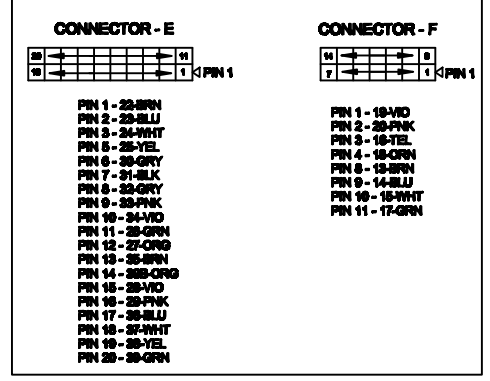 CONNECTOR - E
20 11
10 1 PIN 1
PIN 1 - 22-BRN
PIN 2 - 23-BLU
PIN 3 - 24-WHT
PIN 5 - 25-YEL
PIN 6 - 30-GRY
PIN 7 - 31-BLK
PIN 8 - 32-GRY
PIN 9 - 33-PNK
PIN 10 - 34-VIO
PIN 11 - 26-GRN
PIN 12 - 27-ORG
PIN 13 - 35-BRN
PIN 14 - 39B-ORG
PIN 15 - 28-VIO
PIN 16 - 29-PNK
PIN 17 - 36-BLU
PIN 18 - 37-WHT
PIN 19 - 38-YEL
PIN 20 - 39-GRN
CONNECTOR - F
14 8
7 1 PIN 1
PIN 1 - 19-VIO
PIN 2 - 20-PNK
PIN 3 - 16-TEL
PIN 4 - 18-ORN
PIN 8 - 13-BRN
PIN 9 - 14-BLU
PIN 10 - 15-WHT
PIN 11 - 17-GRN